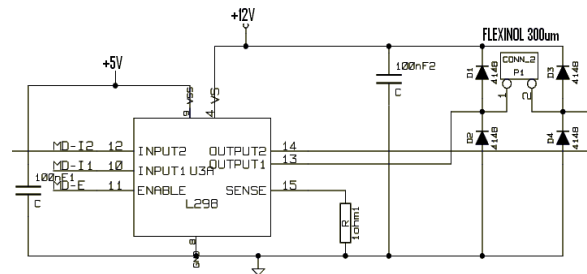 +12V
FLEXINOL 300um
+5V
100nF2
C
D1
4148
CONN_2
P1
1
2
D3
4148
9
VSS
4
VS
MD-I2 12 INPUT2
OUTPUT2 14
D2
4148
D4
4148
OUTPUT1 13
MD-I1 10 INPUT1 U3A
100nF1
C
MD-E 11 ENABLE
SENSE 15
L298
R
1ohm1
8
GND